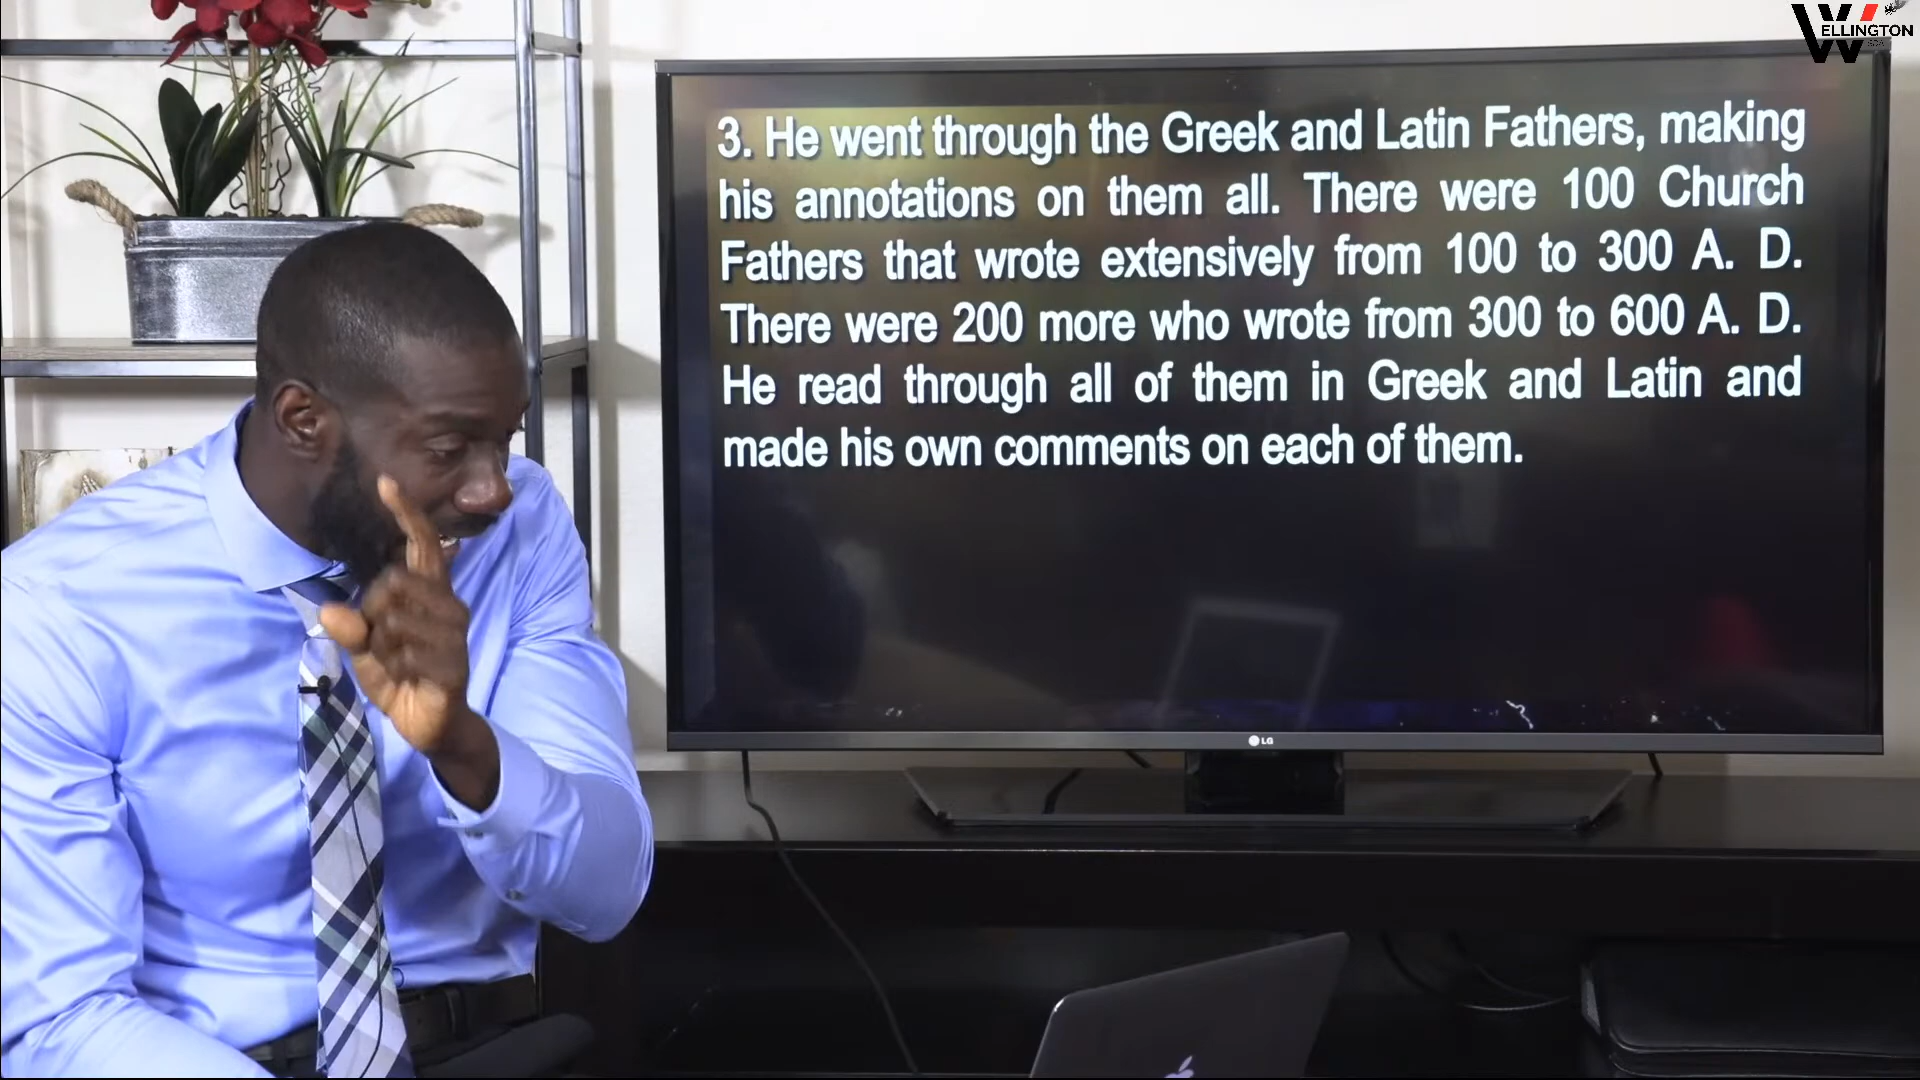 WELLINGTON
SDA
3. He went through the Greek and Latin Fathers, making
his annotations on them all. There were 100 Church
Fathers that wrote extensively from 100 to 300 A. D.
There were 200 more who wrote from 300 to 600 A. D.
He read through all of them in Greek and Latin and
made his own comments on each of them.
LG